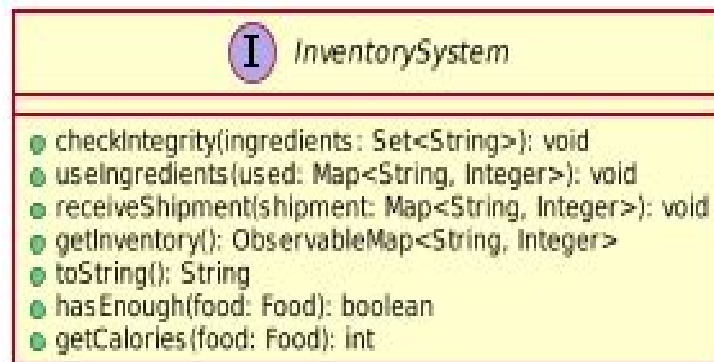 I InventorySystem
checkIntegrity(ingredients: Set<String>): void
useIngredients(used: Map<String, Integer>): void
receiveShipment(shipment: Map<String, Integer>): void
getInventory(): ObservableMap<String, Integer>
toString(): String
hasEnough(food: Food): boolean
getCalories(food: Food): int